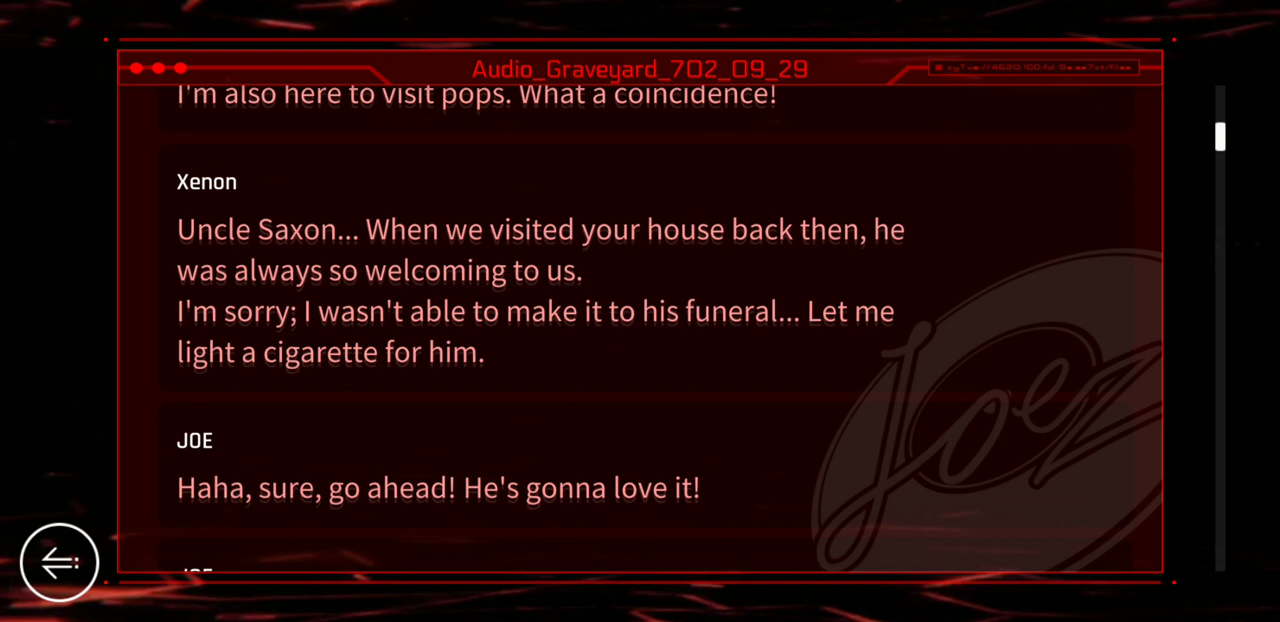 Audio_Graveyard_702_09_29
I'm also here to visit pops. What a coincidence!
Xenon
Uncle Saxon... When we visited your house back then, he
was always so welcoming to us.
I'm sorry; I wasn't able to make it to his funeral... Let me
light a cigarette for him.
JOE
Haha, sure, go ahead! He's gonna love it!
JOE
Joez